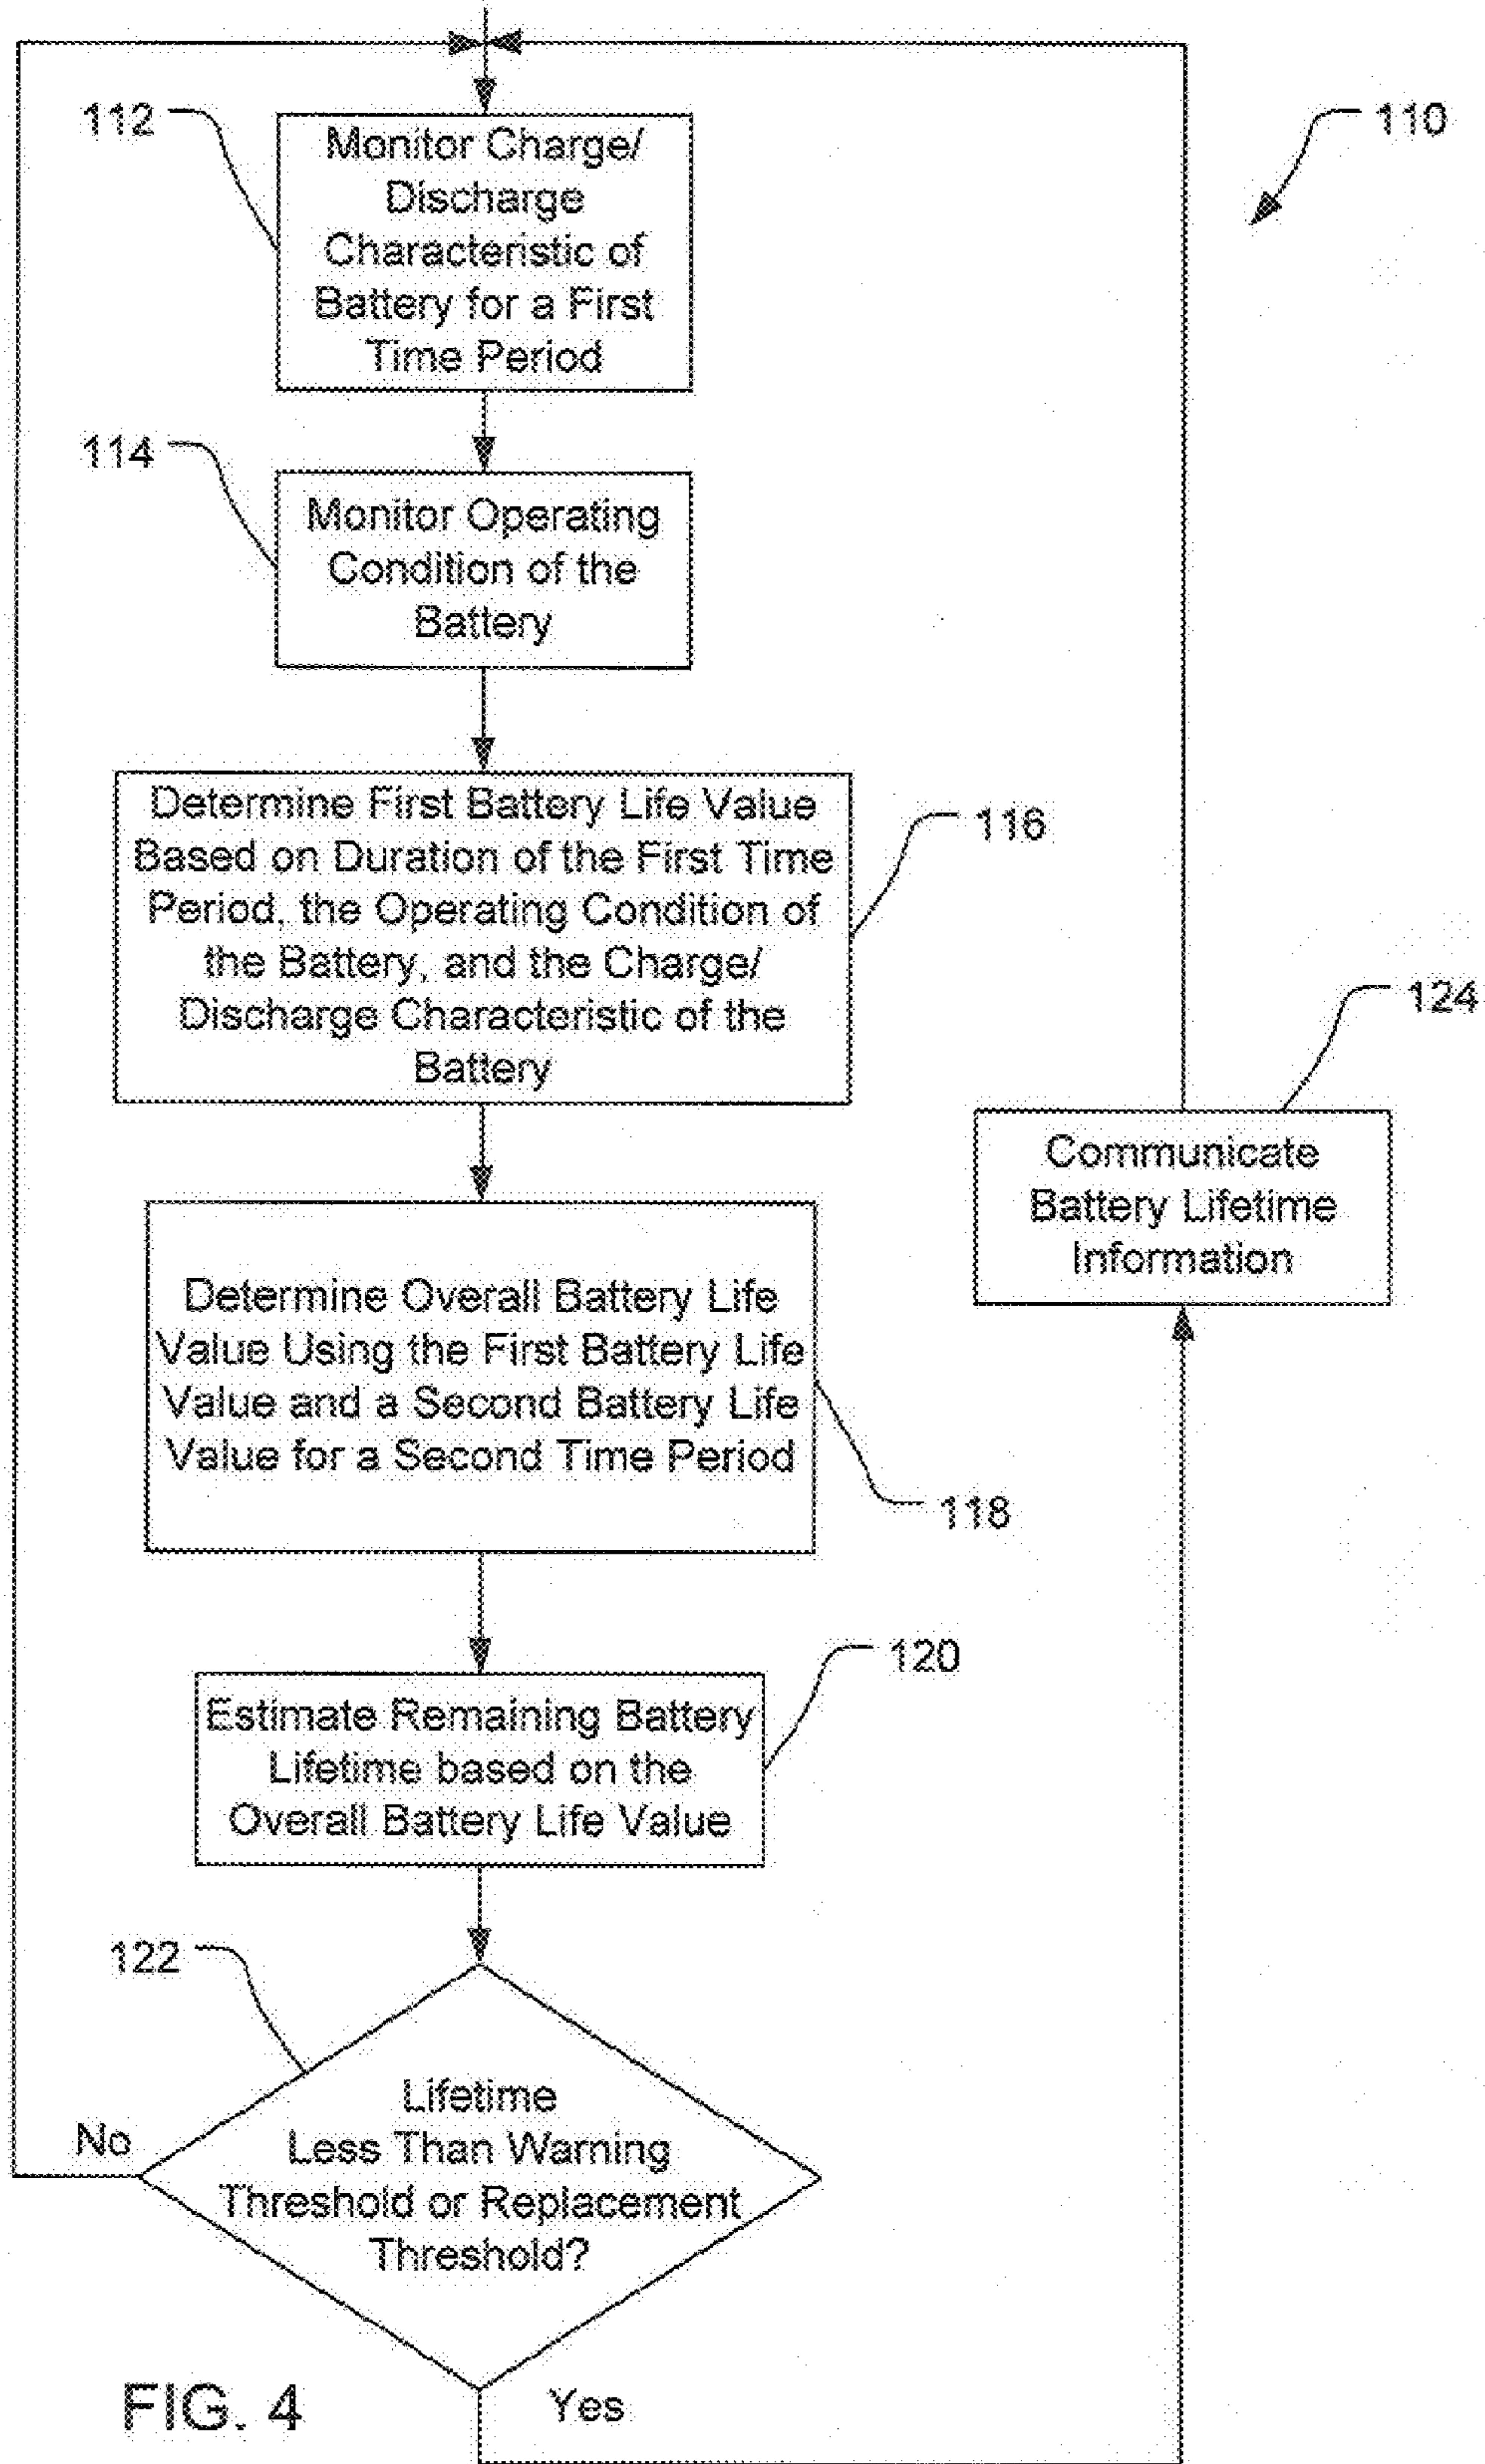 112
Monitor Charge/
Discharge
Characteristic of
Battery for a First
Time Period
110
114
Monitor Operating
Condition of the
Battery
Determine First Battery Life Value
Based on Duration of the First Time
Period, the Operating Condition of
the Battery, and the Charge/
Discharge Characteristic of the
Battery
116
124
Communicate
Battery Lifetime
Information
Determine Overall Battery Life
Value Using the First Battery Life
Value and a Second Battery Life
Value for a Second Time Period
118
120
Estimate Remaining Battery
Lifetime based on the
Overall Battery Life Value
122
Lifetime
Less Than Warning
Threshold or Replacement
Threshold?
No
Yes
FIG. 4